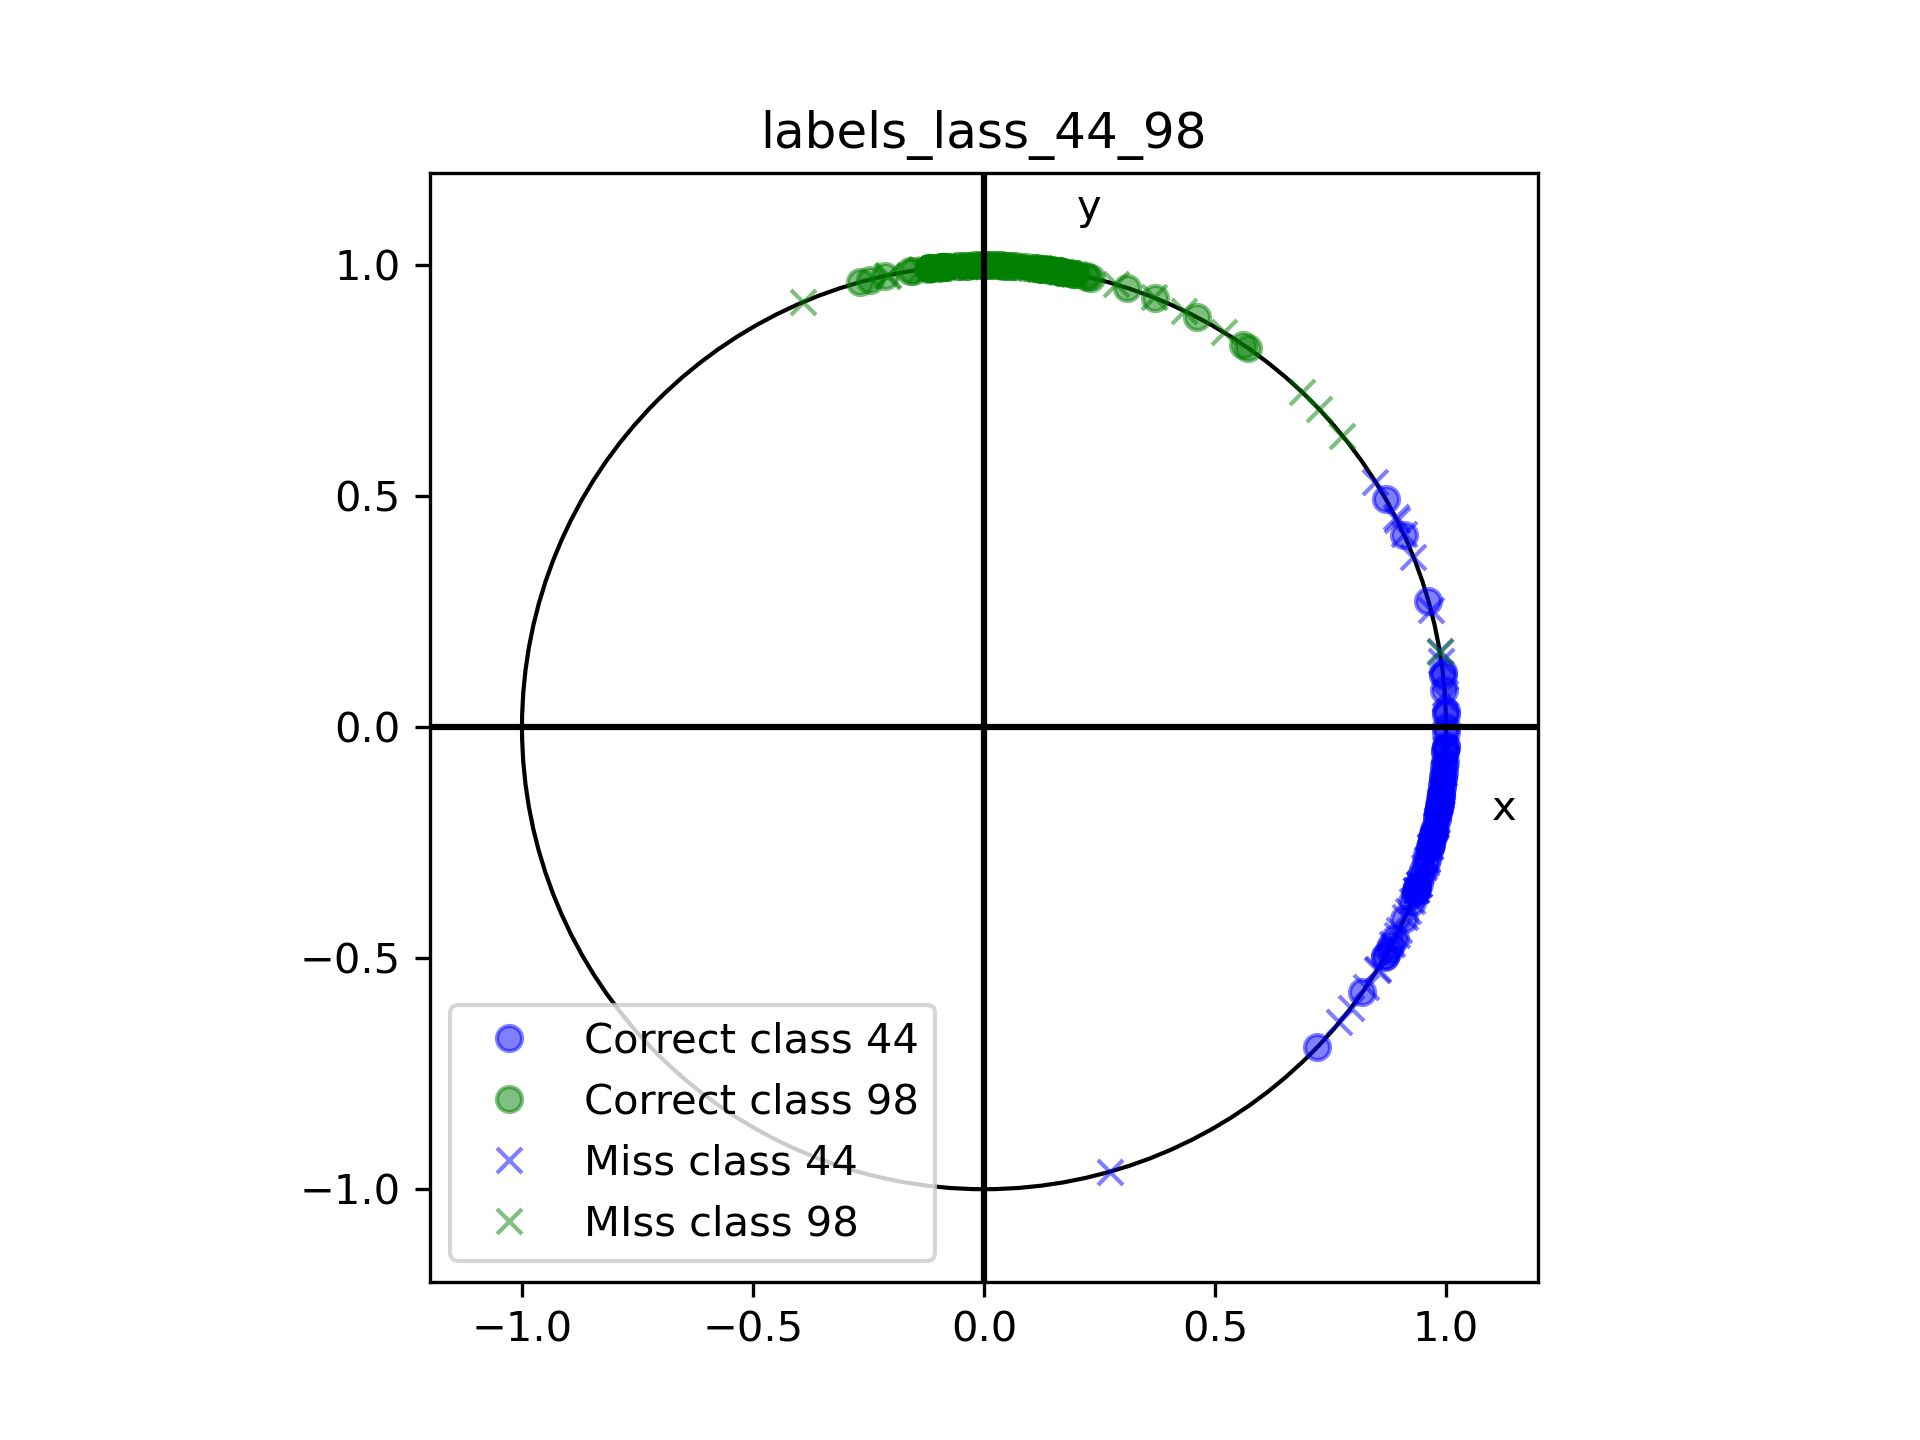 labels_lass_44_98
y
1.0
0.5
0.0
x
−0.5
−1.0
Correct class 44
Correct class 98
Miss class 44
MIss class 98
−1.0 −0.5 0.0 0.5 1.0